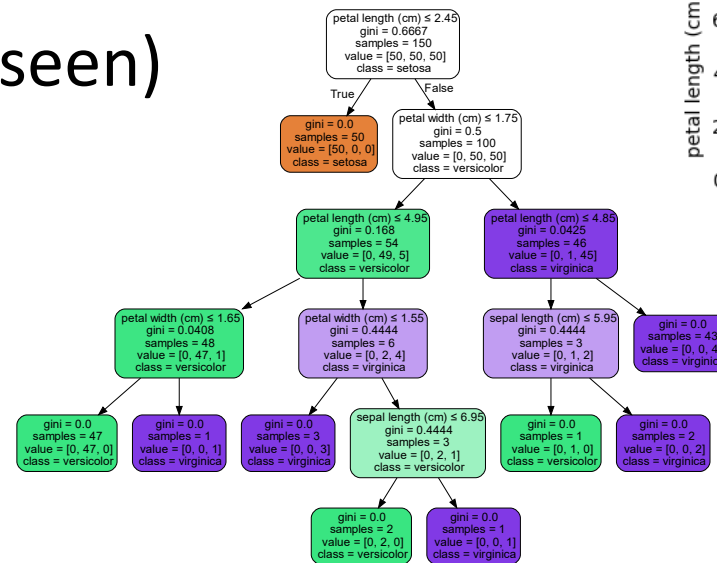 seen)
petal length (cm
petal length (cm) ≤ 2.45
gini = 0.6667
samples = 150
value = [50, 50, 50]
class = setosa
True
False
gini = 0.0
samples = 50
value = [50, 0, 0]
class = setosa
petal width (cm) ≤ 1.75
gini = 0.5
samples = 100
value = [0, 50, 50]
class = versicolor
petal length (cm) ≤ 4.95
gini = 0.168
samples = 54
value = [0, 49, 5]
class = versicolor
petal length (cm) ≤ 4.85
gini = 0.0425
samples = 46
value = [0, 1, 45]
class = virginica
petal width (cm) ≤ 1.65
gini = 0.0408
samples = 48
value = [0, 47, 1]
class = versicolor
petal width (cm) ≤ 1.55
gini = 0.4444
samples = 6
value = [0, 2, 4]
class = virginica
sepal length (cm) ≤ 5.95
gini = 0.4444
samples = 3
value = [0, 1, 2]
class = virginica
gini = 0.0
samples = 43
value = [0, 0, 4
class = virginic
gini = 0.0
samples = 47
value = [0, 47, 0]
class = versicolor
gini = 0.0
samples = 1
value = [0, 0, 1]
class = virginica
gini = 0.0
samples = 3
value = [0, 0, 3]
class = virginica
sepal length (cm) ≤ 6.95
gini = 0.4444
samples = 3
value = [0, 2, 1]
class = versicolor
gini = 0.0
samples = 1
value = [0, 1, 0]
class = versicolor
gini = 0.0
samples = 2
value = [0, 0, 2]
class = virginica
gini = 0.0
samples = 2
value = [0, 2, 0]
class = versicolor
gini = 0.0
samples = 1
value = [0, 0, 1]
class = virginica